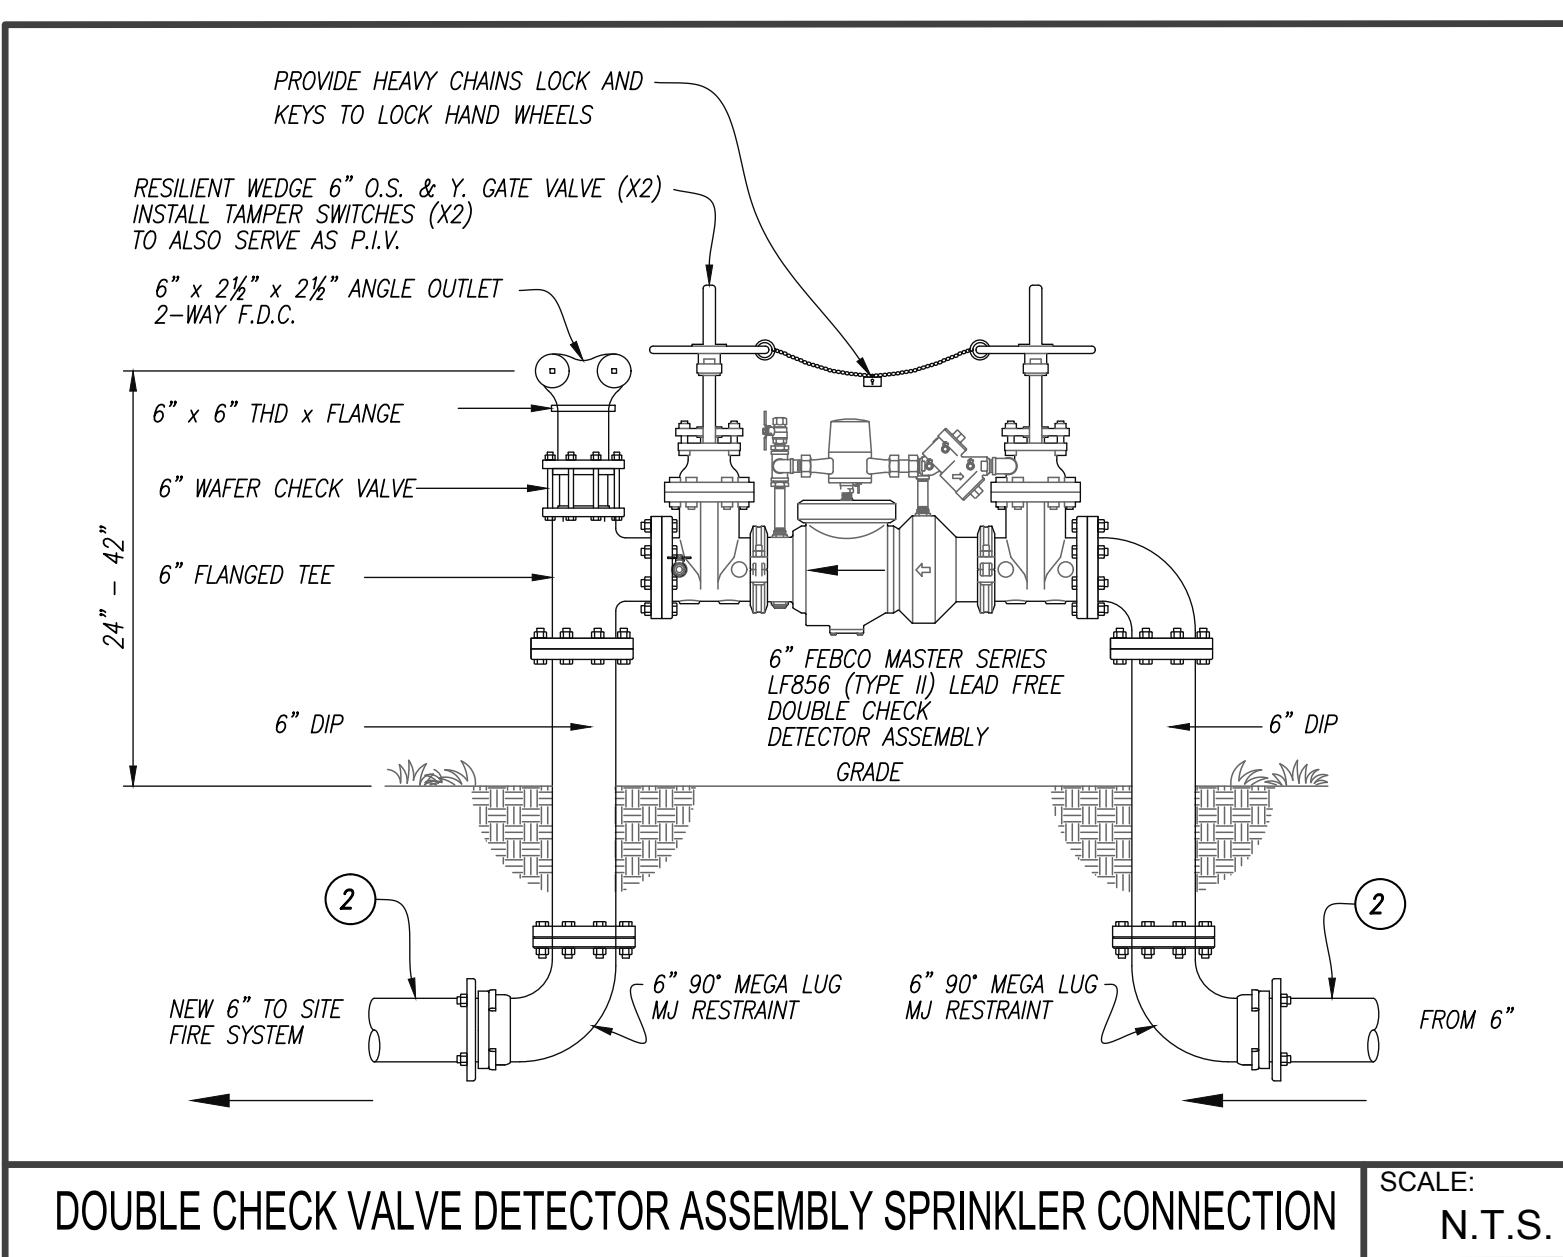 PROVIDE HEAVY CHAINS LOCK AND
KEYS TO LOCK HAND WHEELS
RESILIENT WEDGE 6” O.S. & Y. GATE VALVE (X2)
INSTALL TAMPER SWITCHES (X2)
TO ALSO SERVE AS P.I.V.
6” x 2½” x 2½” ANGLE OUTLET
2-WAY F.D.C.
6” x 6” THD x FLANGE
6” WAFER CHECK VALVE
24” - 42”
6” FLANGED TEE
6” FEBCO MASTER SERIES
LF856 (TYPE II) LEAD FREE
DOUBLE CHECK
DETECTOR ASSEMBLY
6” DIP
6” DIP
GRADE
2
2
NEW 6” TO SITE
FIRE SYSTEM
6” 90° MEGA LUG
MJ RESTRAINT
6” 90° MEGA LUG
MJ RESTRAINT
FROM 6”
DOUBLE CHECK VALVE DETECTOR ASSEMBLY SPRINKLER CONNECTION
SCALE:
N.T.S.